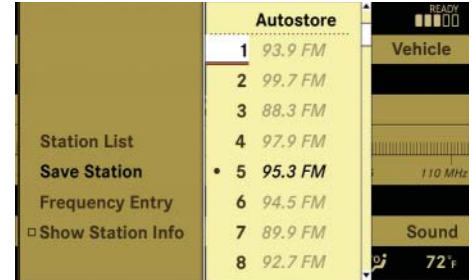 Autostore
READY
1 93.9 FM
Vehicle
2 99.7 FM
3 88.3 FM
Station List
4 97.9 FM
Save Station
• 5 95.3 FM
110 MHz
Frequency Entry
6 94.5 FM
Show Station Info
7 89.9 FM
Sound
8 92.7 FM
72°F